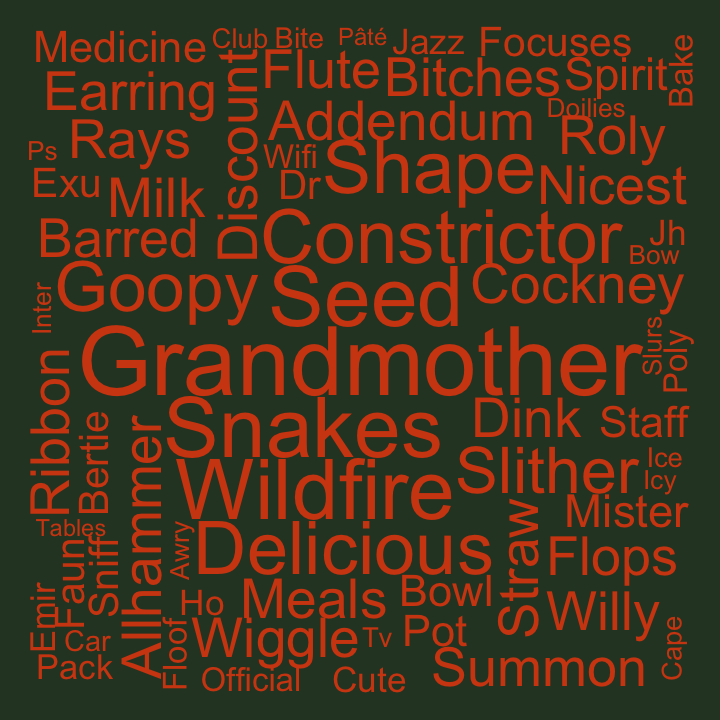 Medicine
Club
Bite
Pâté
Jazz
Focuses
Earring
Discount
Flute
Bitches
Spirit
Bake
Rays
Addendum
Doilies
Roly
Ps
Wifi
Shape
Exu
Milk
Dr
Nicest
Barred
Constrictor
Jh
Bow
Goopy
Seed
Cockney
Inter
Grandmother
Slurs
Poly
Ribbon
Bertie
Snakes
Dink
Staff
Allhammer
Wildfire
Slither
Ice
Icy
Tables
Awry
Delicious
Straw
Mister
Flops
Faun
Sniff
Emir
Ho
Meals
Bowl
Willy
Car
Floof
Wiggle
Tv
Pot
Cape
Pack
Official
Cute
Summon